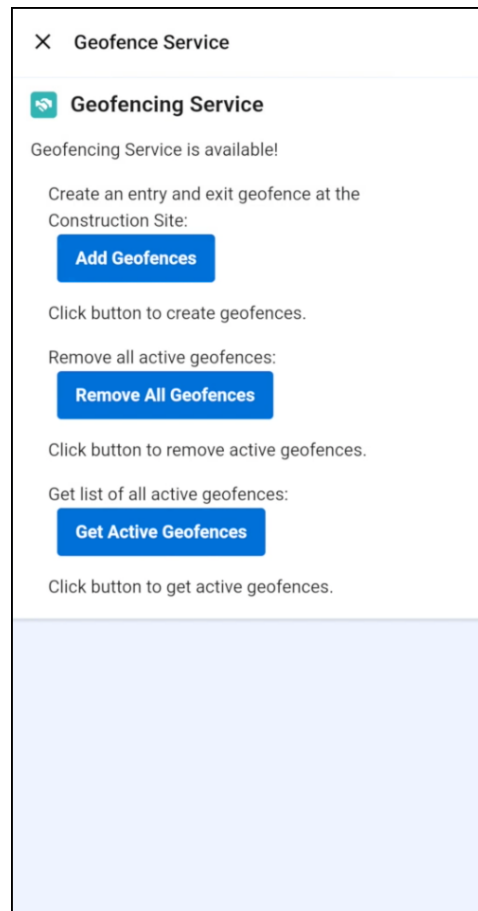 Geofence Service
Geofencing Service
Geofencing Service is available!
Create an entry and exit geofence at the
Construction Site:
Add Geofences
Click button to create geofences.
Remove all active geofences:
Remove All Geofences
Click button to remove active geofences.
Get list of all active geofences:
Get Active Geofences
Click button to get active geofences.